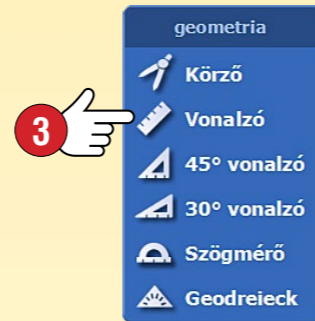 geometria
Körző
3 Vonalzó
45° vonalzó
30° vonalzó
Szögmérő
Geodreieck